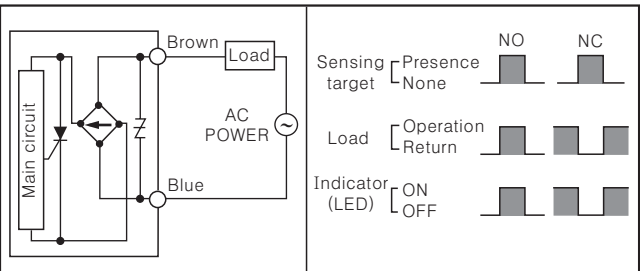 Main circuit
Brown
Load
AC
POWER
Blue
NO NC
Sensing
target
Presence
None
Load
Operation
Return
Indicator
(LED)
ON
OFF